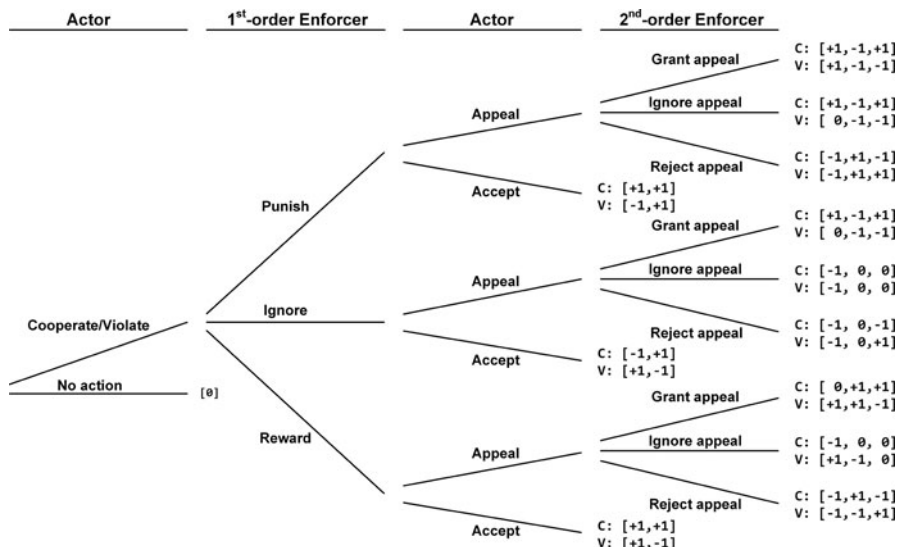 Actor 1st-order Enforcer Actor 2nd-order Enforcer
Grant appeal
C: [+1,-1,+1]
V: [+1,-1,-1]
Appeal
Ignore appeal
C: [+1,-1,+1]
V: [ 0,-1,-1]
Reject appeal
C: [-1,+1,-1]
V: [-1,+1,+1]
Punish
Accept
C: [+1,+1]
V: [-1,+1]
Grant appeal
C: [+1,-1,+1]
V: [ 0,-1,-1]
Cooperate/Violate
Ignore
Appeal
Ignore appeal
C: [-1, 0, 0]
V: [-1, 0, 0]
Reject appeal
C: [-1, 0,-1]
V: [-1, 0,+1]
Accept
C: [-1,+1]
V: [+1,-1]
No action
[0]
Reward
Grant appeal
C: [ 0,+1,+1]
V: [+1,+1,-1]
Appeal
Ignore appeal
C: [-1, 0, 0]
V: [+1,-1, 0]
Reject appeal
C: [-1,+1,-1]
V: [-1,-1,+1]
Accept
C: [+1,+1]
V: [+1,-1]